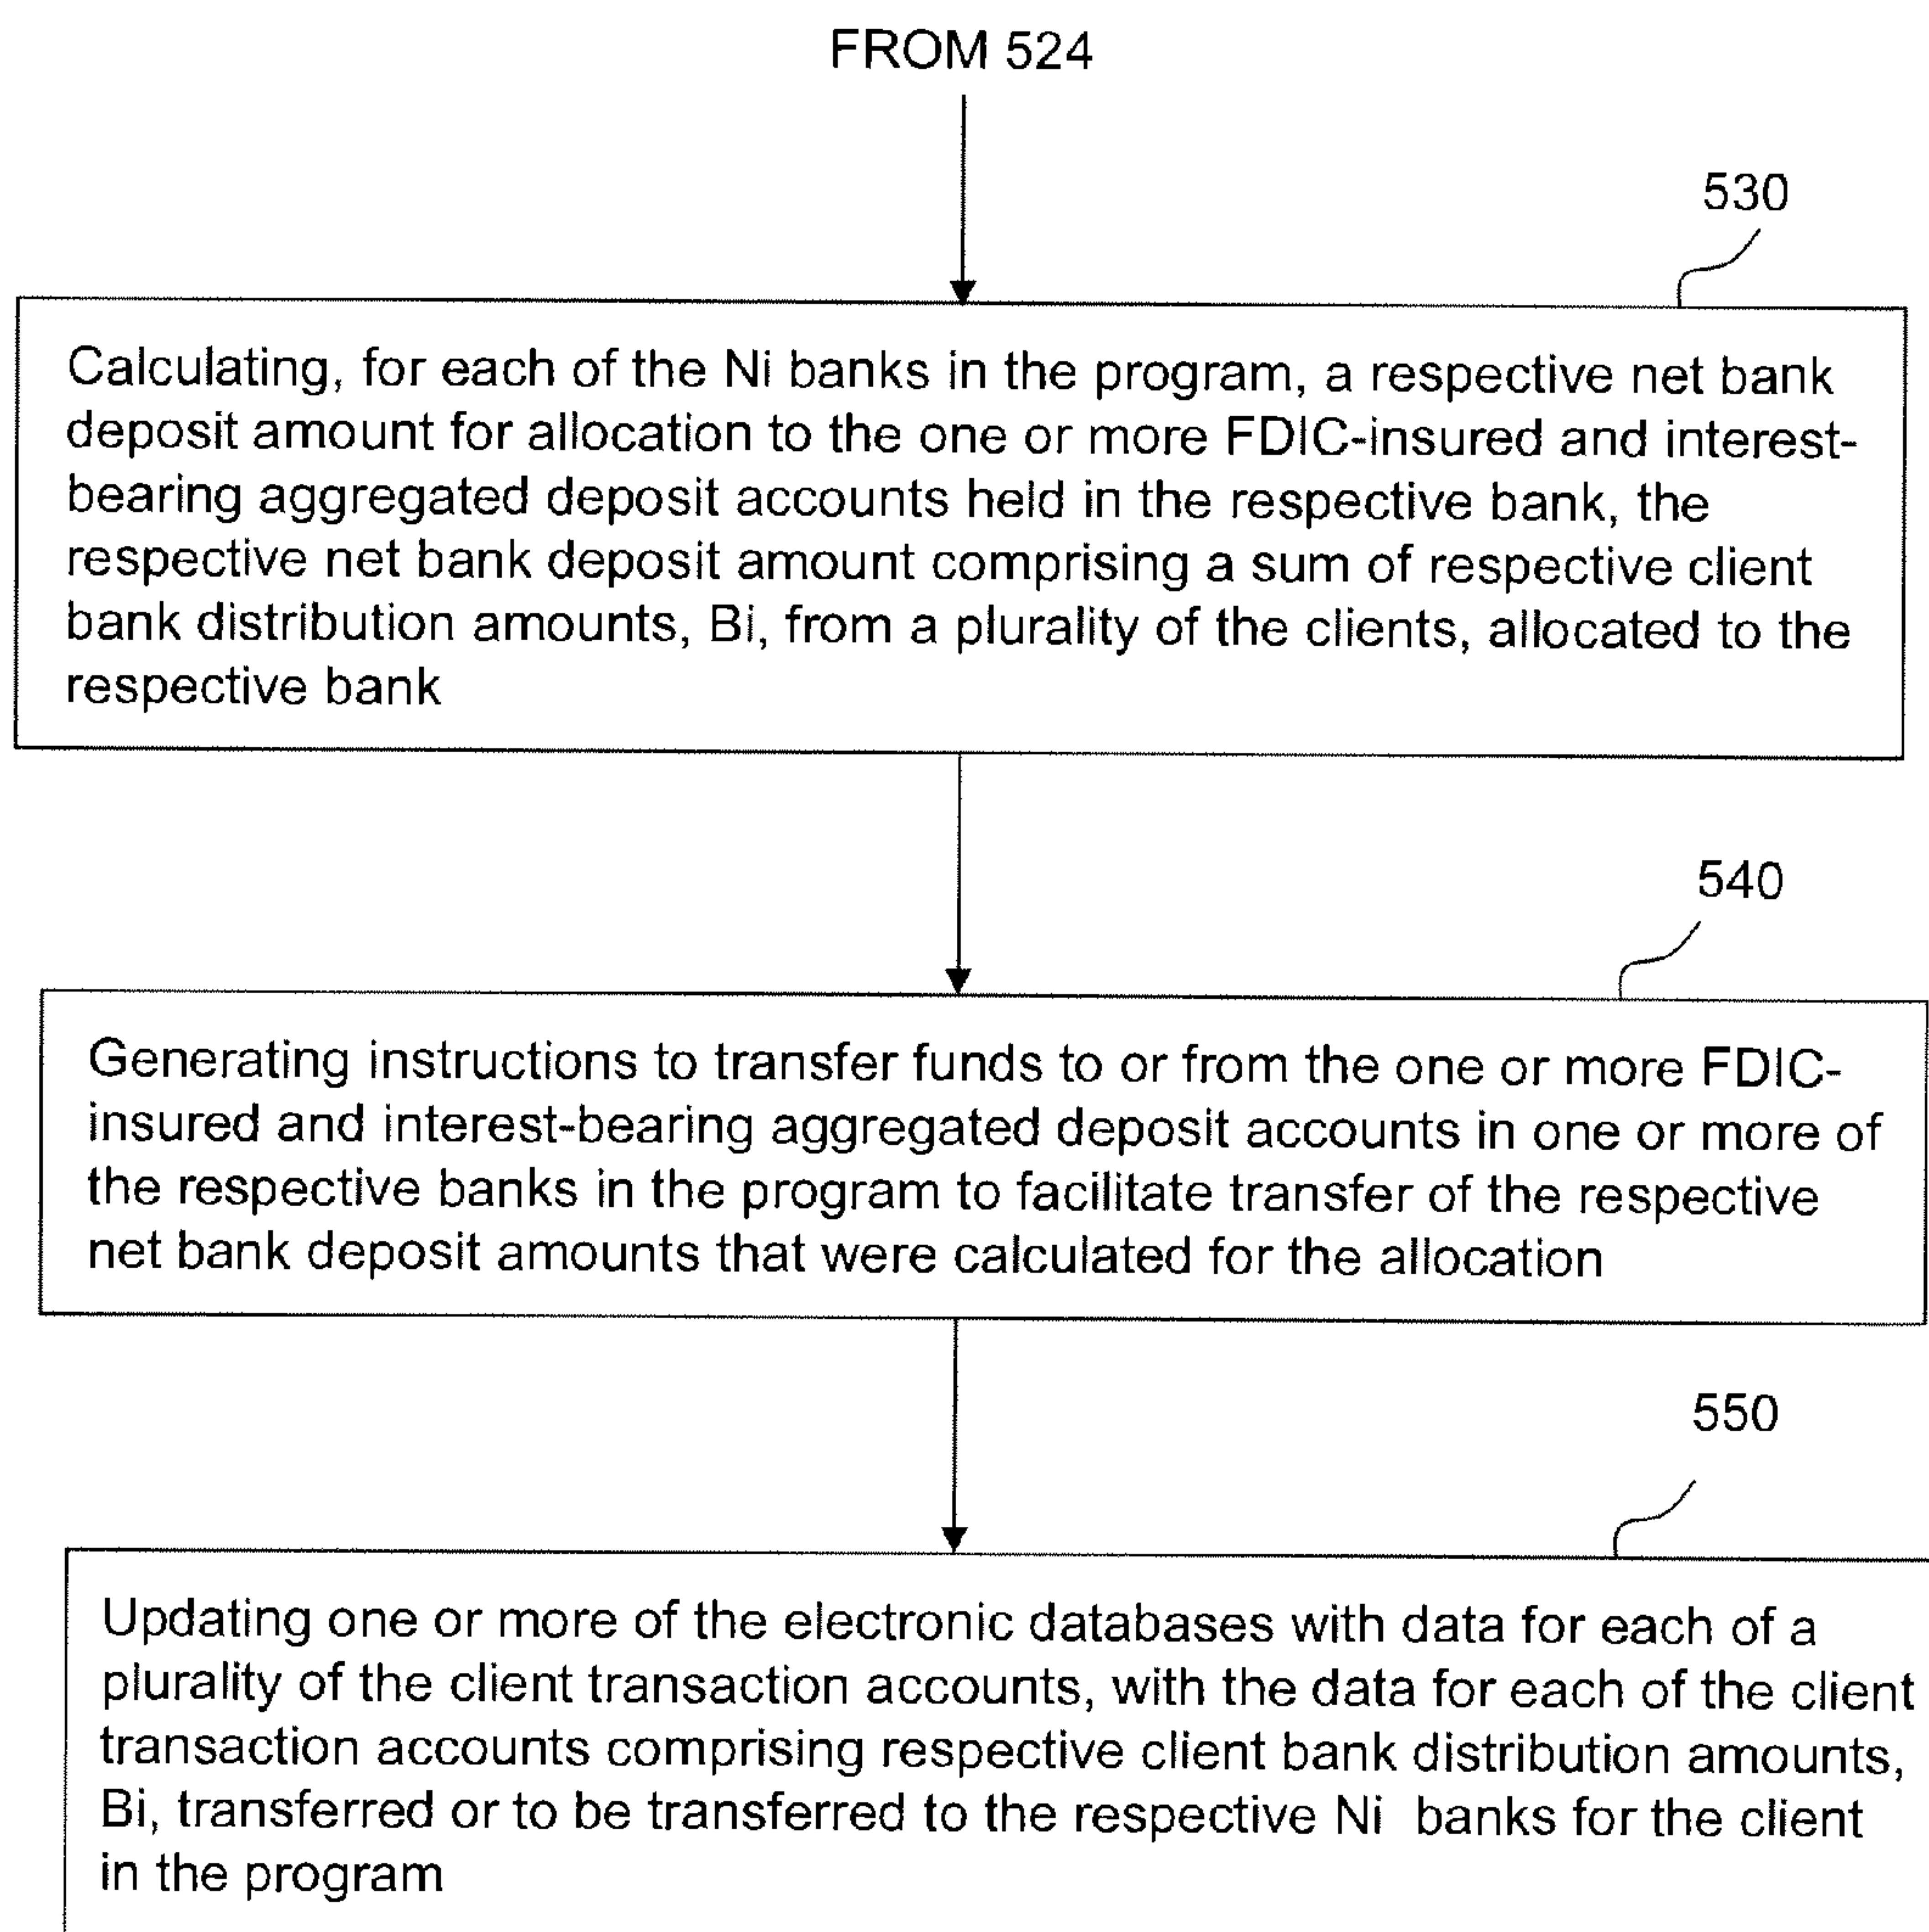 FROM 524
530
Calculating, for each of the Ni banks in the program, a respective net bank
deposit amount for allocation to the one or more FDIC-insured and interest-
bearing aggregated deposit accounts held in the respective bank, the
respective net bank deposit amount comprising a sum of respective client
bank distribution amounts, Bi, from a plurality of the clients, allocated to the
respective bank
540
Generating instructions to transfer funds to or from the one or more FDIC-
insured and interest-bearing aggregated deposit accounts in one or more of
the respective banks in the program to facilitate transfer of the respective
net bank deposit amounts that were calculated for the allocation
550
Updating one or more of the electronic databases with data for each of a
plurality of the client transaction accounts, with the data for each of the client
transaction accounts comprising respective client bank distribution amounts,
Bi, transferred or to be transferred to the respective Ni banks for the client
in the program